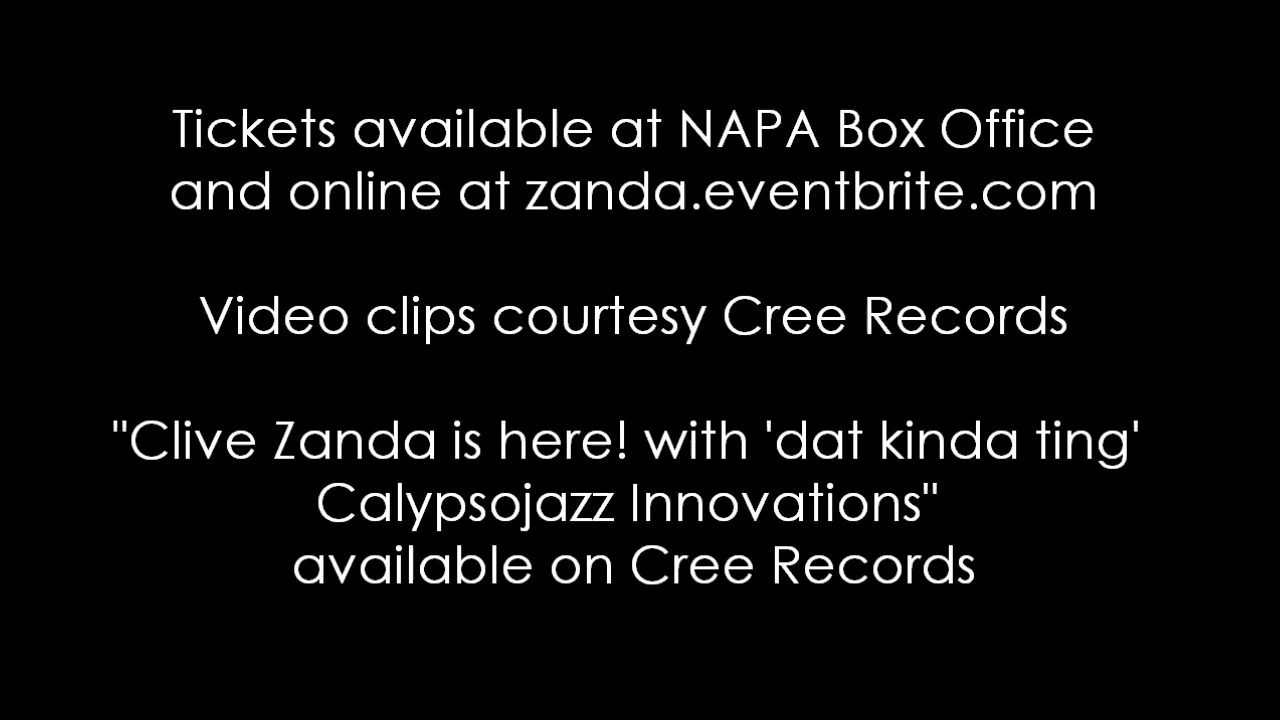 Tickets available at NAPA Box Office
and online at zanda.eventbrite.com
Video clips courtesy Cree Records
"Clive Zanda is here! with 'dat kinda ting'
Calypsojazz Innovations"
available on Cree Records